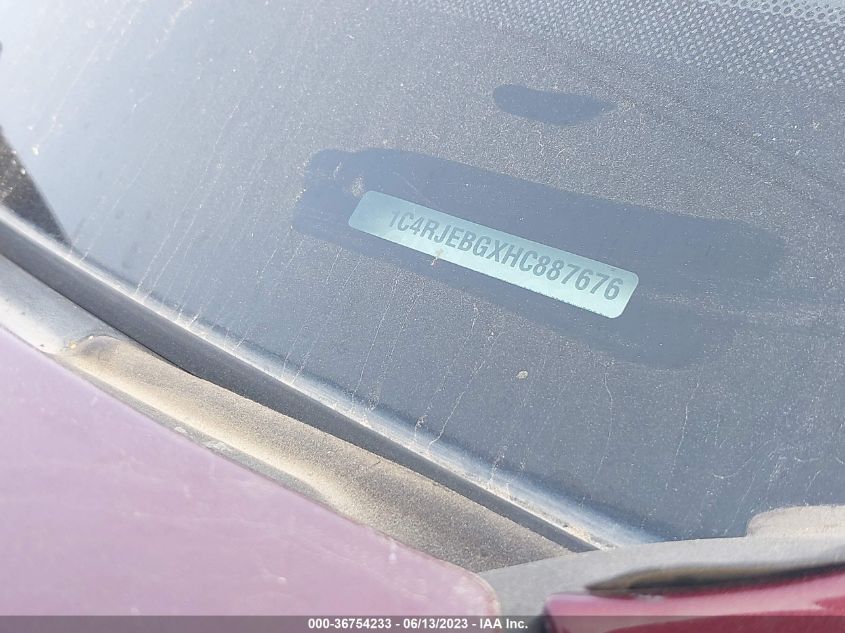 1C4RJEBGXHC887676
000-36754233 - 06/13/2023 - IAA Inc.